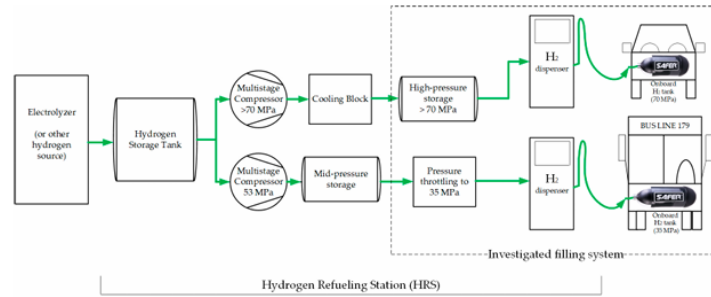 Electrolyzer
(or other
hydrogen
source)
Hydrogen
Storage Tank
Multistage
Compressor
>70 MPa
Cooling Block
High-pressure
storage
> 70 MPa
H2
dispenser
SAFER
Onboard
H2 tank
(70 MPa)
Multistage
Compressor
53 MPa
Mid-pressure
storage
Pressure
throttling to
35 MPa
H2
dispenser
BUS LINE 179
SAFER
Onboard
H2 tank
(35 MPa)
Investigated filling system
Hydrogen Refueling Station (HRS)